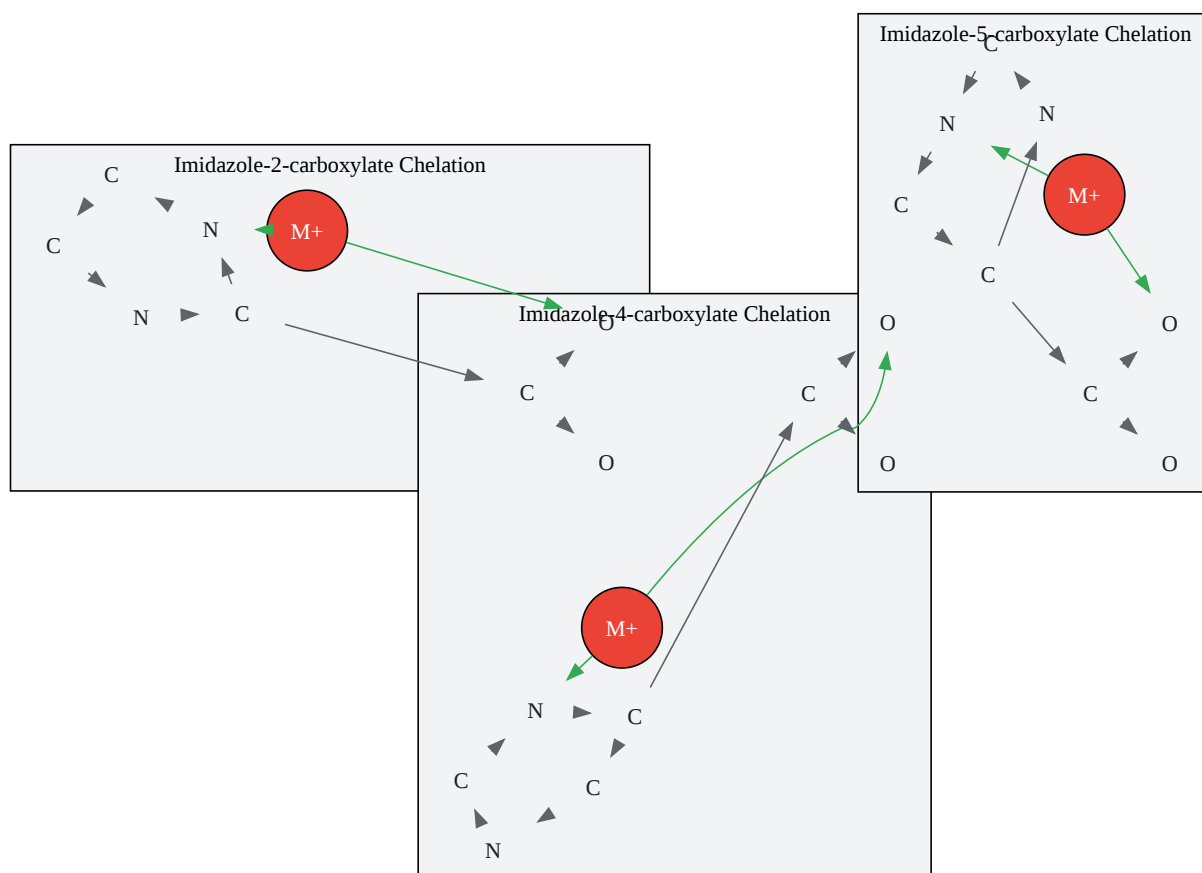 Imidazole-2-carboxylate Chelation
C
C
N
M+
N
C
Imidazole-4-carboxylate Chelation
O
C
O
C
O
O
M+
N
C
C
C
N
Imidazole-5-carboxylate Chelation
C
N
N
M+
C
C
O
C
O